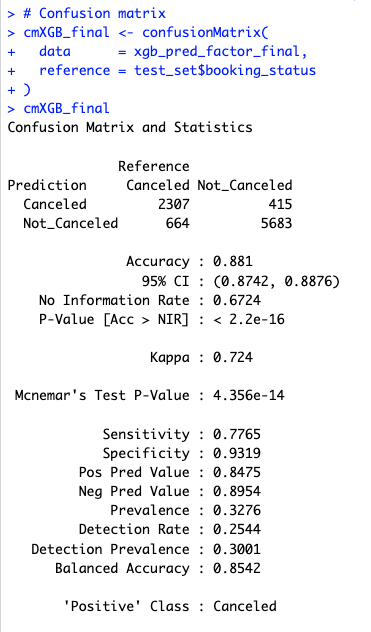 > # Confusion matrix
> cmXGB_final <- confusionMatrix(
+   data      = xgb_pred_factor_final,
+   reference = test_set$booking_status
+ )
> cmXGB_final
Confusion Matrix and Statistics

              Reference
Prediction     Canceled Not_Canceled
  Canceled         2307          415
  Not_Canceled      664         5683

               Accuracy : 0.881
                 95% CI : (0.8742, 0.8876)
    No Information Rate : 0.6724
    P-Value [Acc > NIR] : < 2.2e-16

                  Kappa : 0.724

 Mcnemar's Test P-Value : 4.356e-14

            Sensitivity : 0.7765
            Specificity : 0.9319
         Pos Pred Value : 0.8475
         Neg Pred Value : 0.8954
             Prevalence : 0.3276
         Detection Rate : 0.2544
   Detection Prevalence : 0.3001
      Balanced Accuracy : 0.8542

       'Positive' Class : Canceled